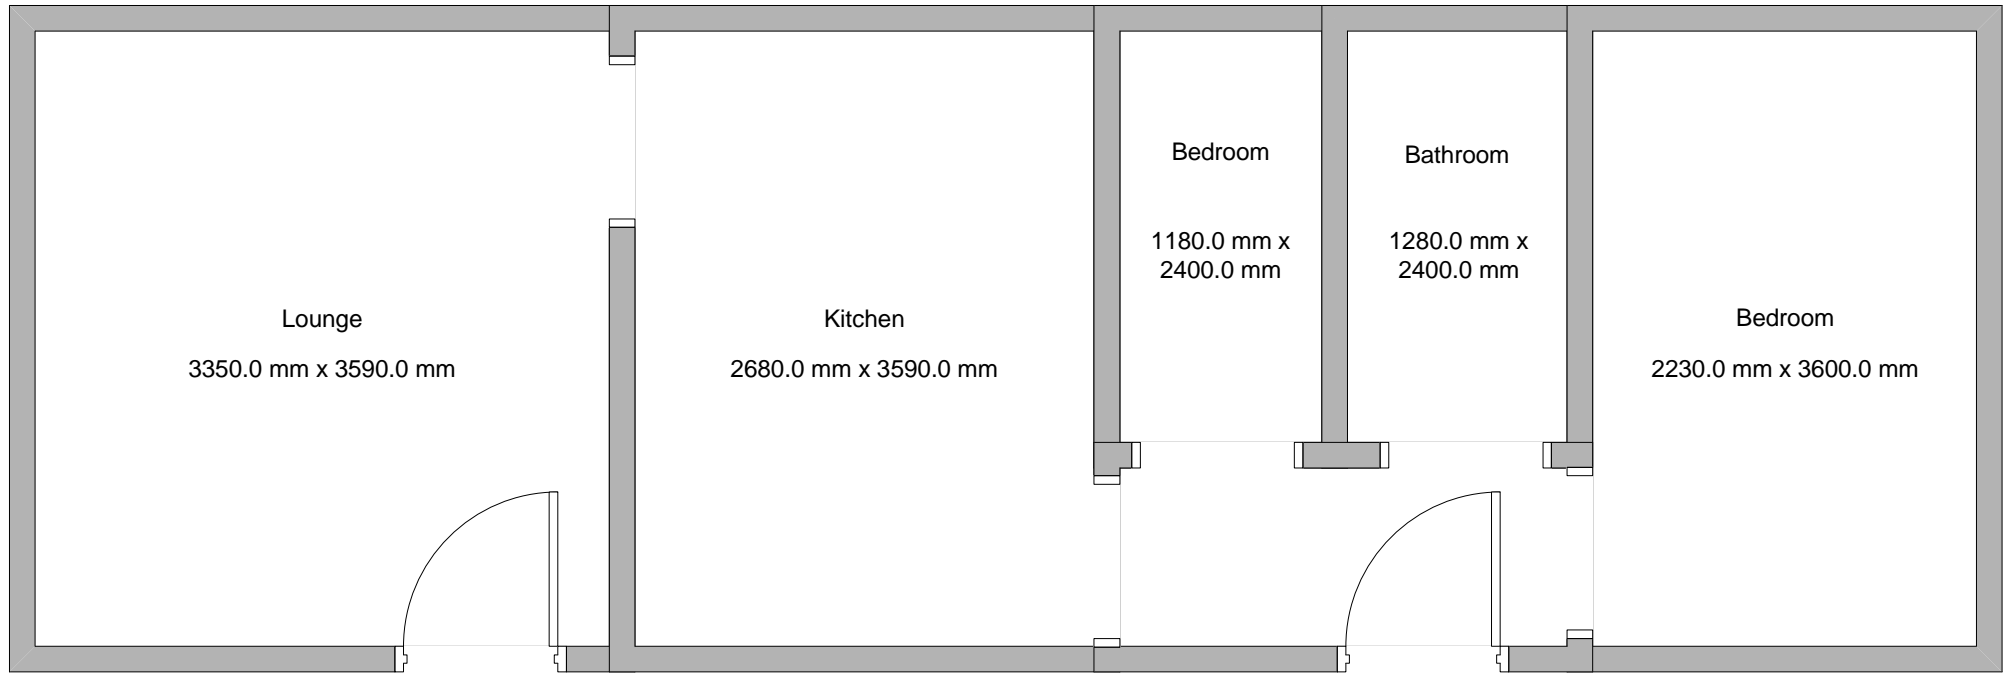 Lounge
3350.0 mm x 3590.0 mm
Kitchen
2680.0 mm x 3590.0 mm
Bedroom
1180.0 mm x
2400.0 mm
Bathroom
1280.0 mm x
2400.0 mm
Bedroom
2230.0 mm x 3600.0 mm